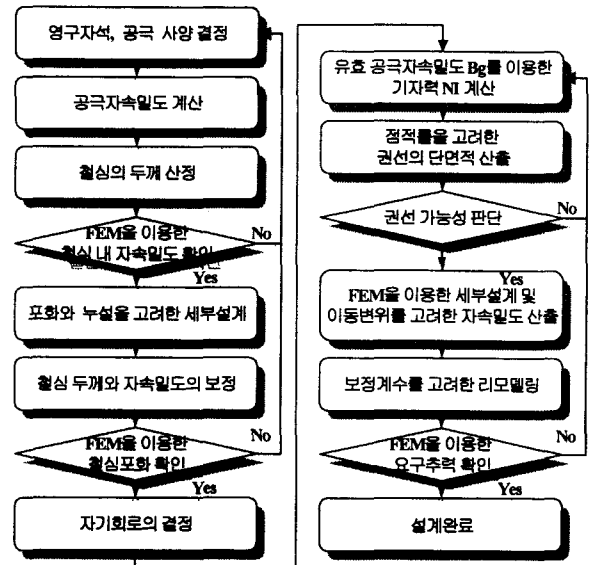 영구자석, 공극 사양 결정
공극자속밀도 계산
철심의 두께 산정
FEM을 이용한
철심 내 자속밀도 확인
No
Yes
포화와 누설을 고려한 세부설계
철심 두께와 자속밀도의 보정
FEM을 이용한
철심포화 확인
No
Yes
자기회로의 결정
유효 공극자속밀도 Bg를 이용한
기자력 NI 계산
점적률을 고려한
권선의 단면적 산출
권선 가능성 판단
No
Yes
FEM을 이용한 세부설계 및
이동변위를 고려한 자속밀도 산출
보정계수를 고려한 리모델링
FEM을 이용한
요구추력 확인
No
Yes
설계완료